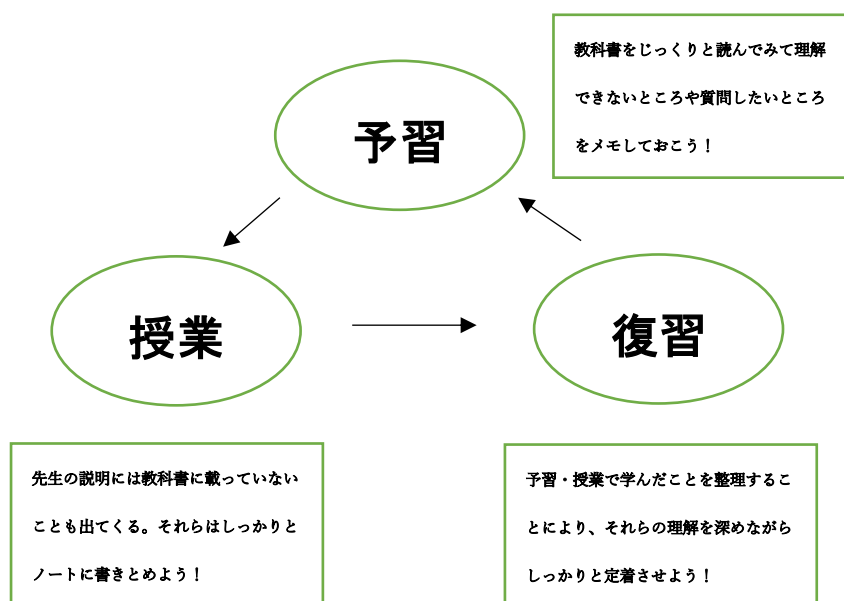 教科書をじっくりと読んでみて理解
できないところや質問したいところ
をメモしておこう！
予習
授業
復習
先生の説明には教科書に載っていない
ことも出てくる。それらはしっかりと
ノートに書きとめよう！
予習・授業で学んだことを整理するこ
とにより、それらの理解を深めながら
しっかりと定着させよう！